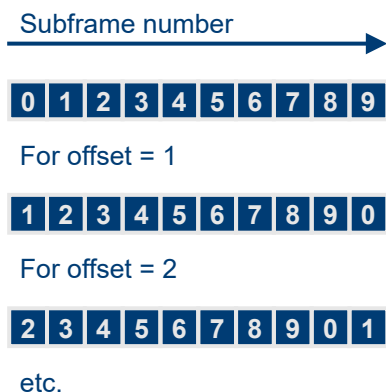 Subframe number
0 1 2 3 4 5 6 7 8 9
For offset = 1
1 2 3 4 5 6 7 8 9 0
For offset = 2
2 3 4 5 6 7 8 9 0 1
etc.